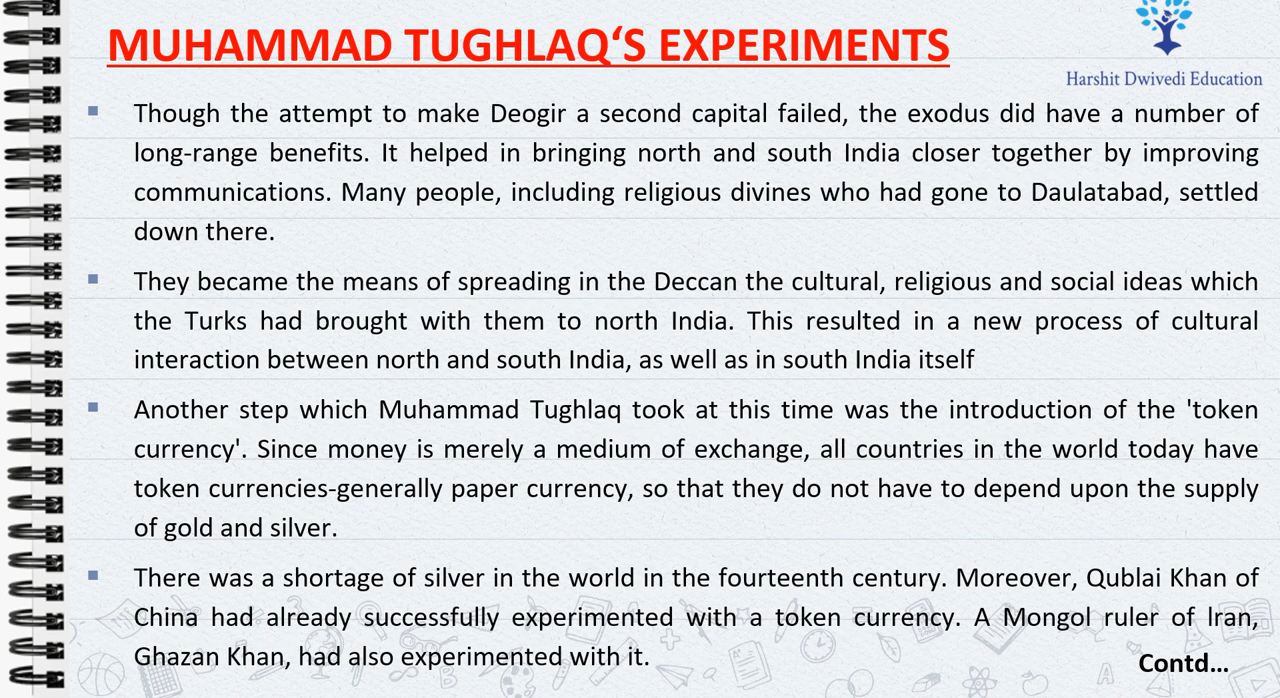 MUHAMMAD TUGHLAQ‘S EXPERIMENTS
Harshit Dwivedi Education
Though the attempt to make Deogir a second capital failed, the exodus did have a number of
long-range benefits. It helped in bringing north and south India closer together by improving
communications. Many people, including religious divines who had gone to Daulatabad, settled
down there.
They became the means of spreading in the Deccan the cultural, religious and social ideas which
the Turks had brought with them to north India. This resulted in a new process of cultural
interaction between north and south India, as well as in south India itself
Another step which Muhammad Tughlaq took at this time was the introduction of the 'token
currency'. Since money is merely a medium of exchange, all countries in the world today have
token currencies-generally paper currency, so that they do not have to depend upon the supply
of gold and silver.
There was a shortage of silver in the world in the fourteenth century. Moreover, Qublai Khan of
China had already successfully experimented with a token currency. A Mongol ruler of Iran,
Ghazan Khan, had also experimented with it.
Contd...